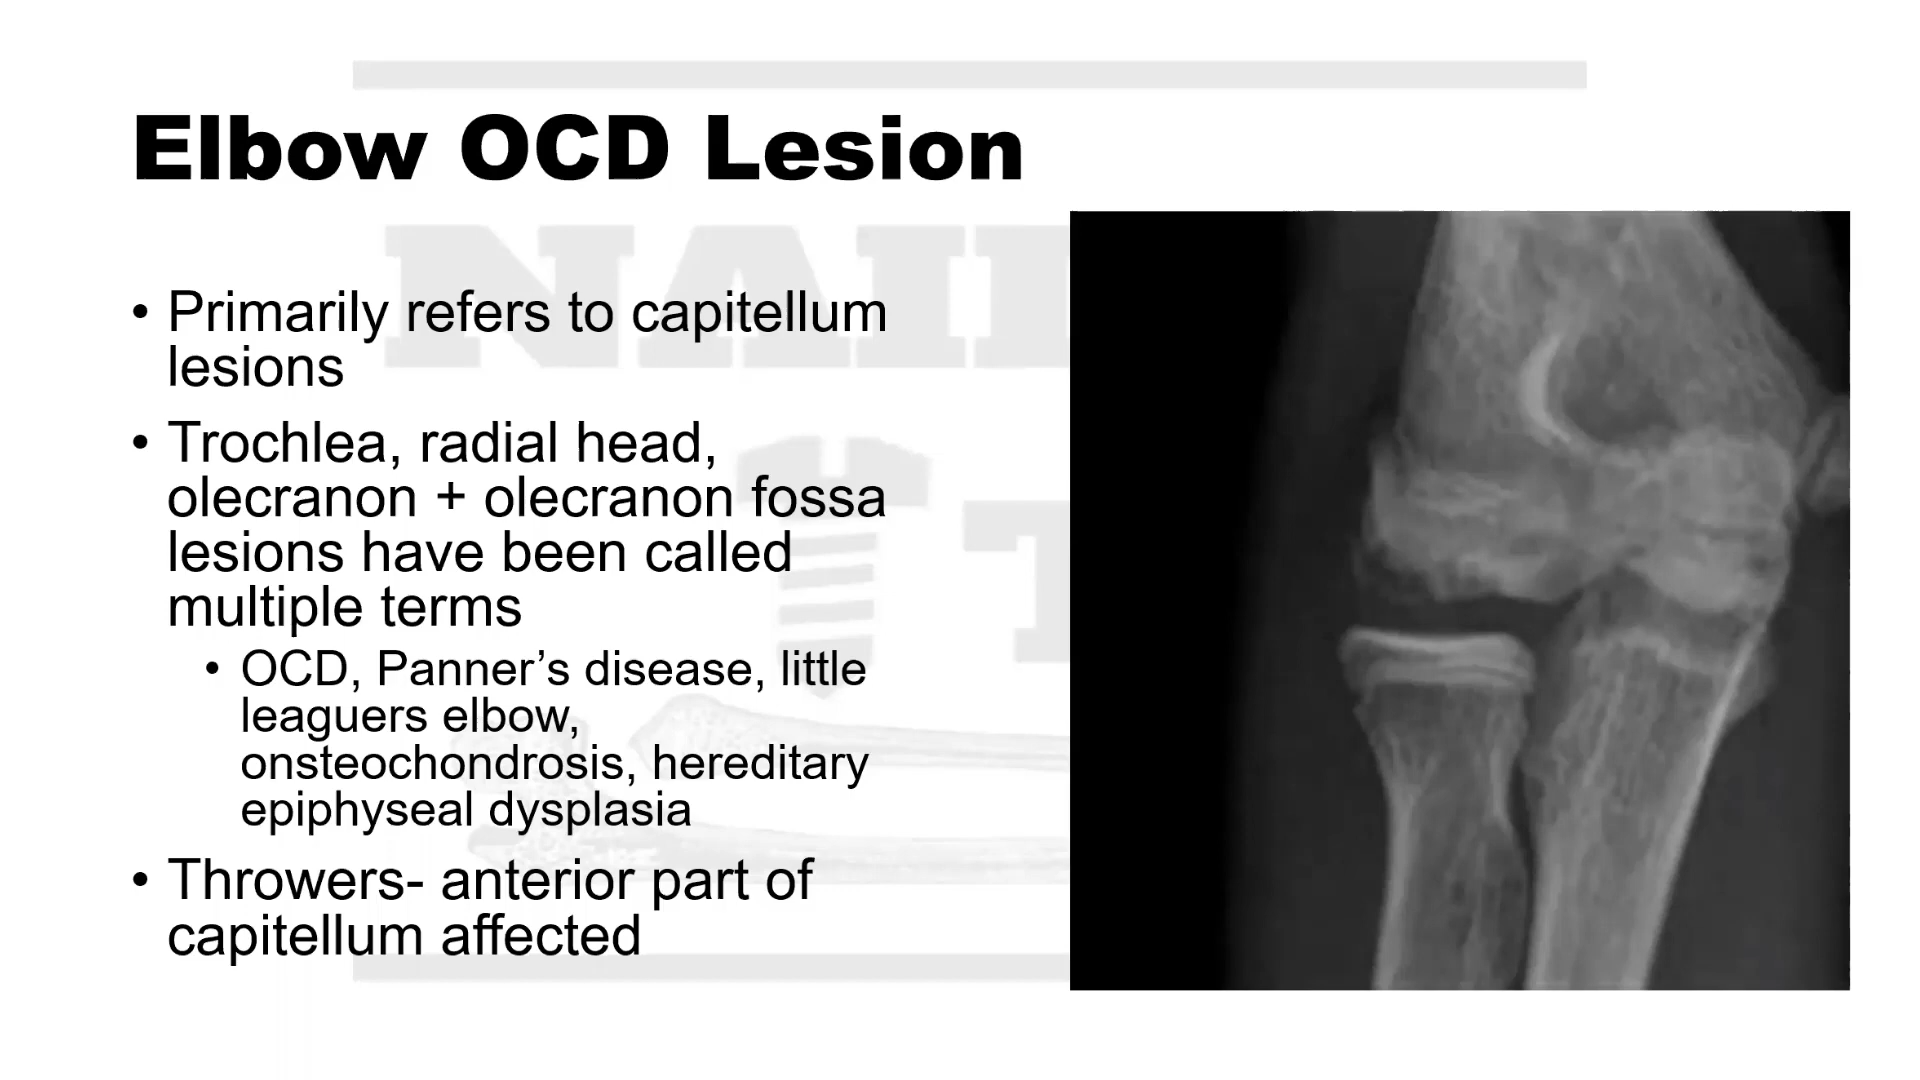 Elbow OCD Lesion
NAIL
T
• Primarily refers to capitellum
lesions
• Trochlea, radial head,
olecranon + olecranon fossa
lesions have been called
multiple terms
• OCD, Panner’s disease, little
leaguers elbow,
onsteochondrosis, hereditary
epiphyseal dysplasia
• Throwers- anterior part of
capitellum affected